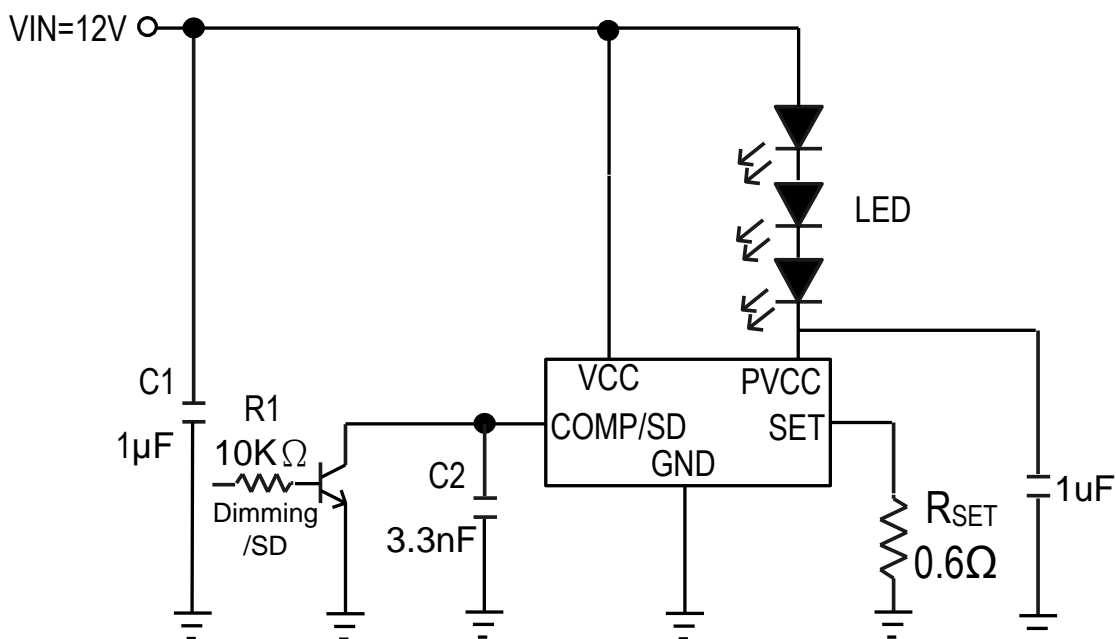 VIN=12V
LED
C1
1µF
R1
10KΩ
Dimming
/SD
C2
3.3nF
VCC
PVCC
COMP/SD
SET
GND
RSET
0.6Ω
1uF